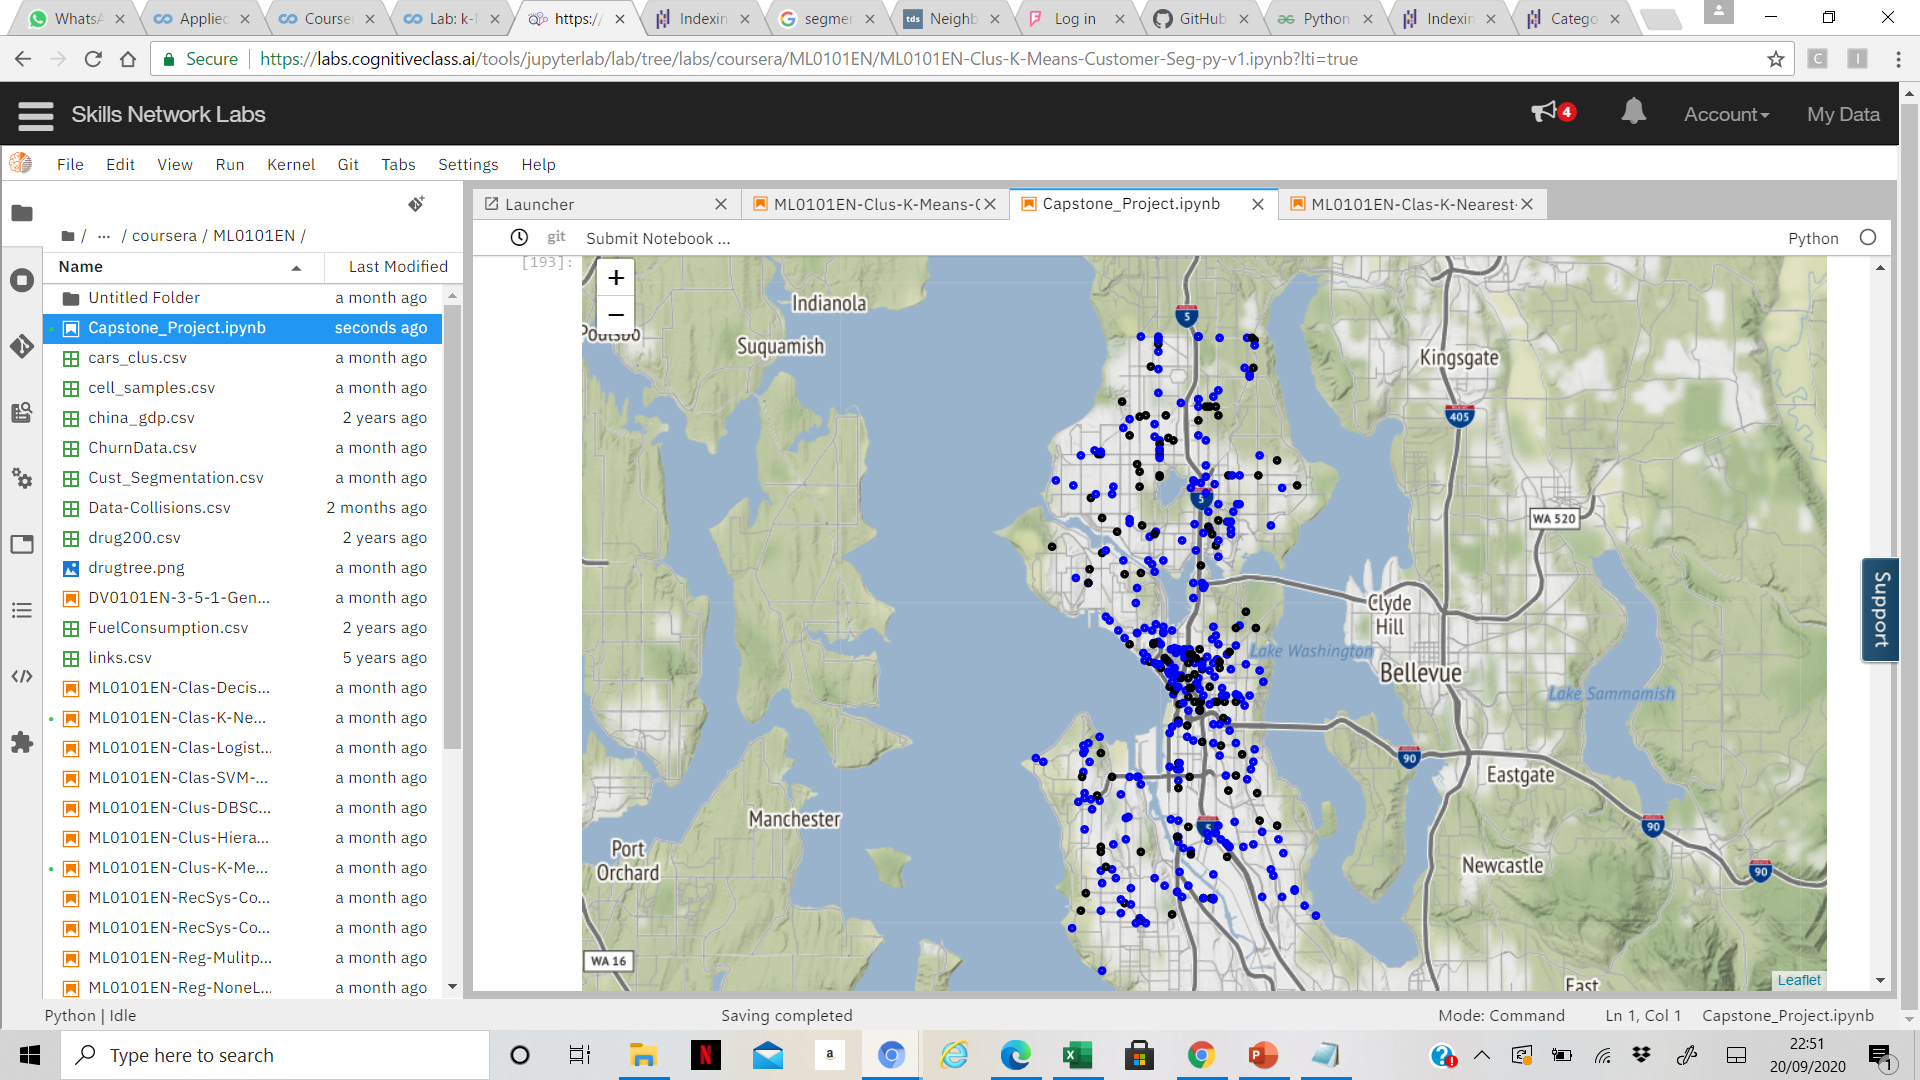 WhatsA
Applied
Course
Lab: k-
https:/
Indexin
segmen
tds
Neighb
Log in
GitHub
Python
Indexin
Catego
Secure
https://labs.cognitiveclass.ai/tools/jupyterlab/lab/tree/labs/coursera/ML0101EN/ML0101EN-Clus-K-Means-Customer-Seg-py-v1.ipynb?lti=true
C
I
Skills Network Labs
4
Account
My Data
File Edit View Run Kernel Git Tabs Settings Help
Launcher
ML0101EN-Clus-K-Means-
Capstone_Project.ipynb
ML0101EN-Clas-K-Nearest-
/ ... / coursera / ML0101EN /
git
Submit Notebook ...
Python
Name Last Modified
Untitled Folder a month ago
Capstone_Project.ipynb seconds ago
cars_clus.csv a month ago
cell_samples.csv a month ago
china_gdp.csv 2 years ago
ChurnData.csv a month ago
Cust_Segmentation.csv a month ago
Data-Collisions.csv 2 months ago
drug200.csv 2 years ago
drugtree.png a month ago
DV0101EN-3-5-1-Gen... a month ago
FuelConsumption.csv 2 years ago
links.csv 5 years ago
ML0101EN-Clas-Decis... a month ago
ML0101EN-Clas-K-Ne... a month ago
ML0101EN-Clas-Logist... a month ago
ML0101EN-Clas-SVM-... a month ago
ML0101EN-Clus-DBSC... a month ago
ML0101EN-Clus-Hiera... a month ago
ML0101EN-Clus-K-Me... a month ago
ML0101EN-RecSys-Co... a month ago
ML0101EN-RecSys-Co... a month ago
ML0101EN-Reg-Mulitp... a month ago
ML0101EN-Reg-NoneL... a month ago
[193]:
+
−
Indianola
Suquamish
5
Kingsgate
405
5
WA 520
Clyde
Hill
Lake Washington
Bellevue
Lake Sammamish
90
Eastgate
Manchester
5
90
Port
Orchard
Newcastle
90
WA 16
East
Leaflet
Support
Python | Idle
Saving completed
Mode: Command
Ln 1, Col 1
Capstone_Project.ipynb
Type here to search
N
a
22:51
20/09/2020
1